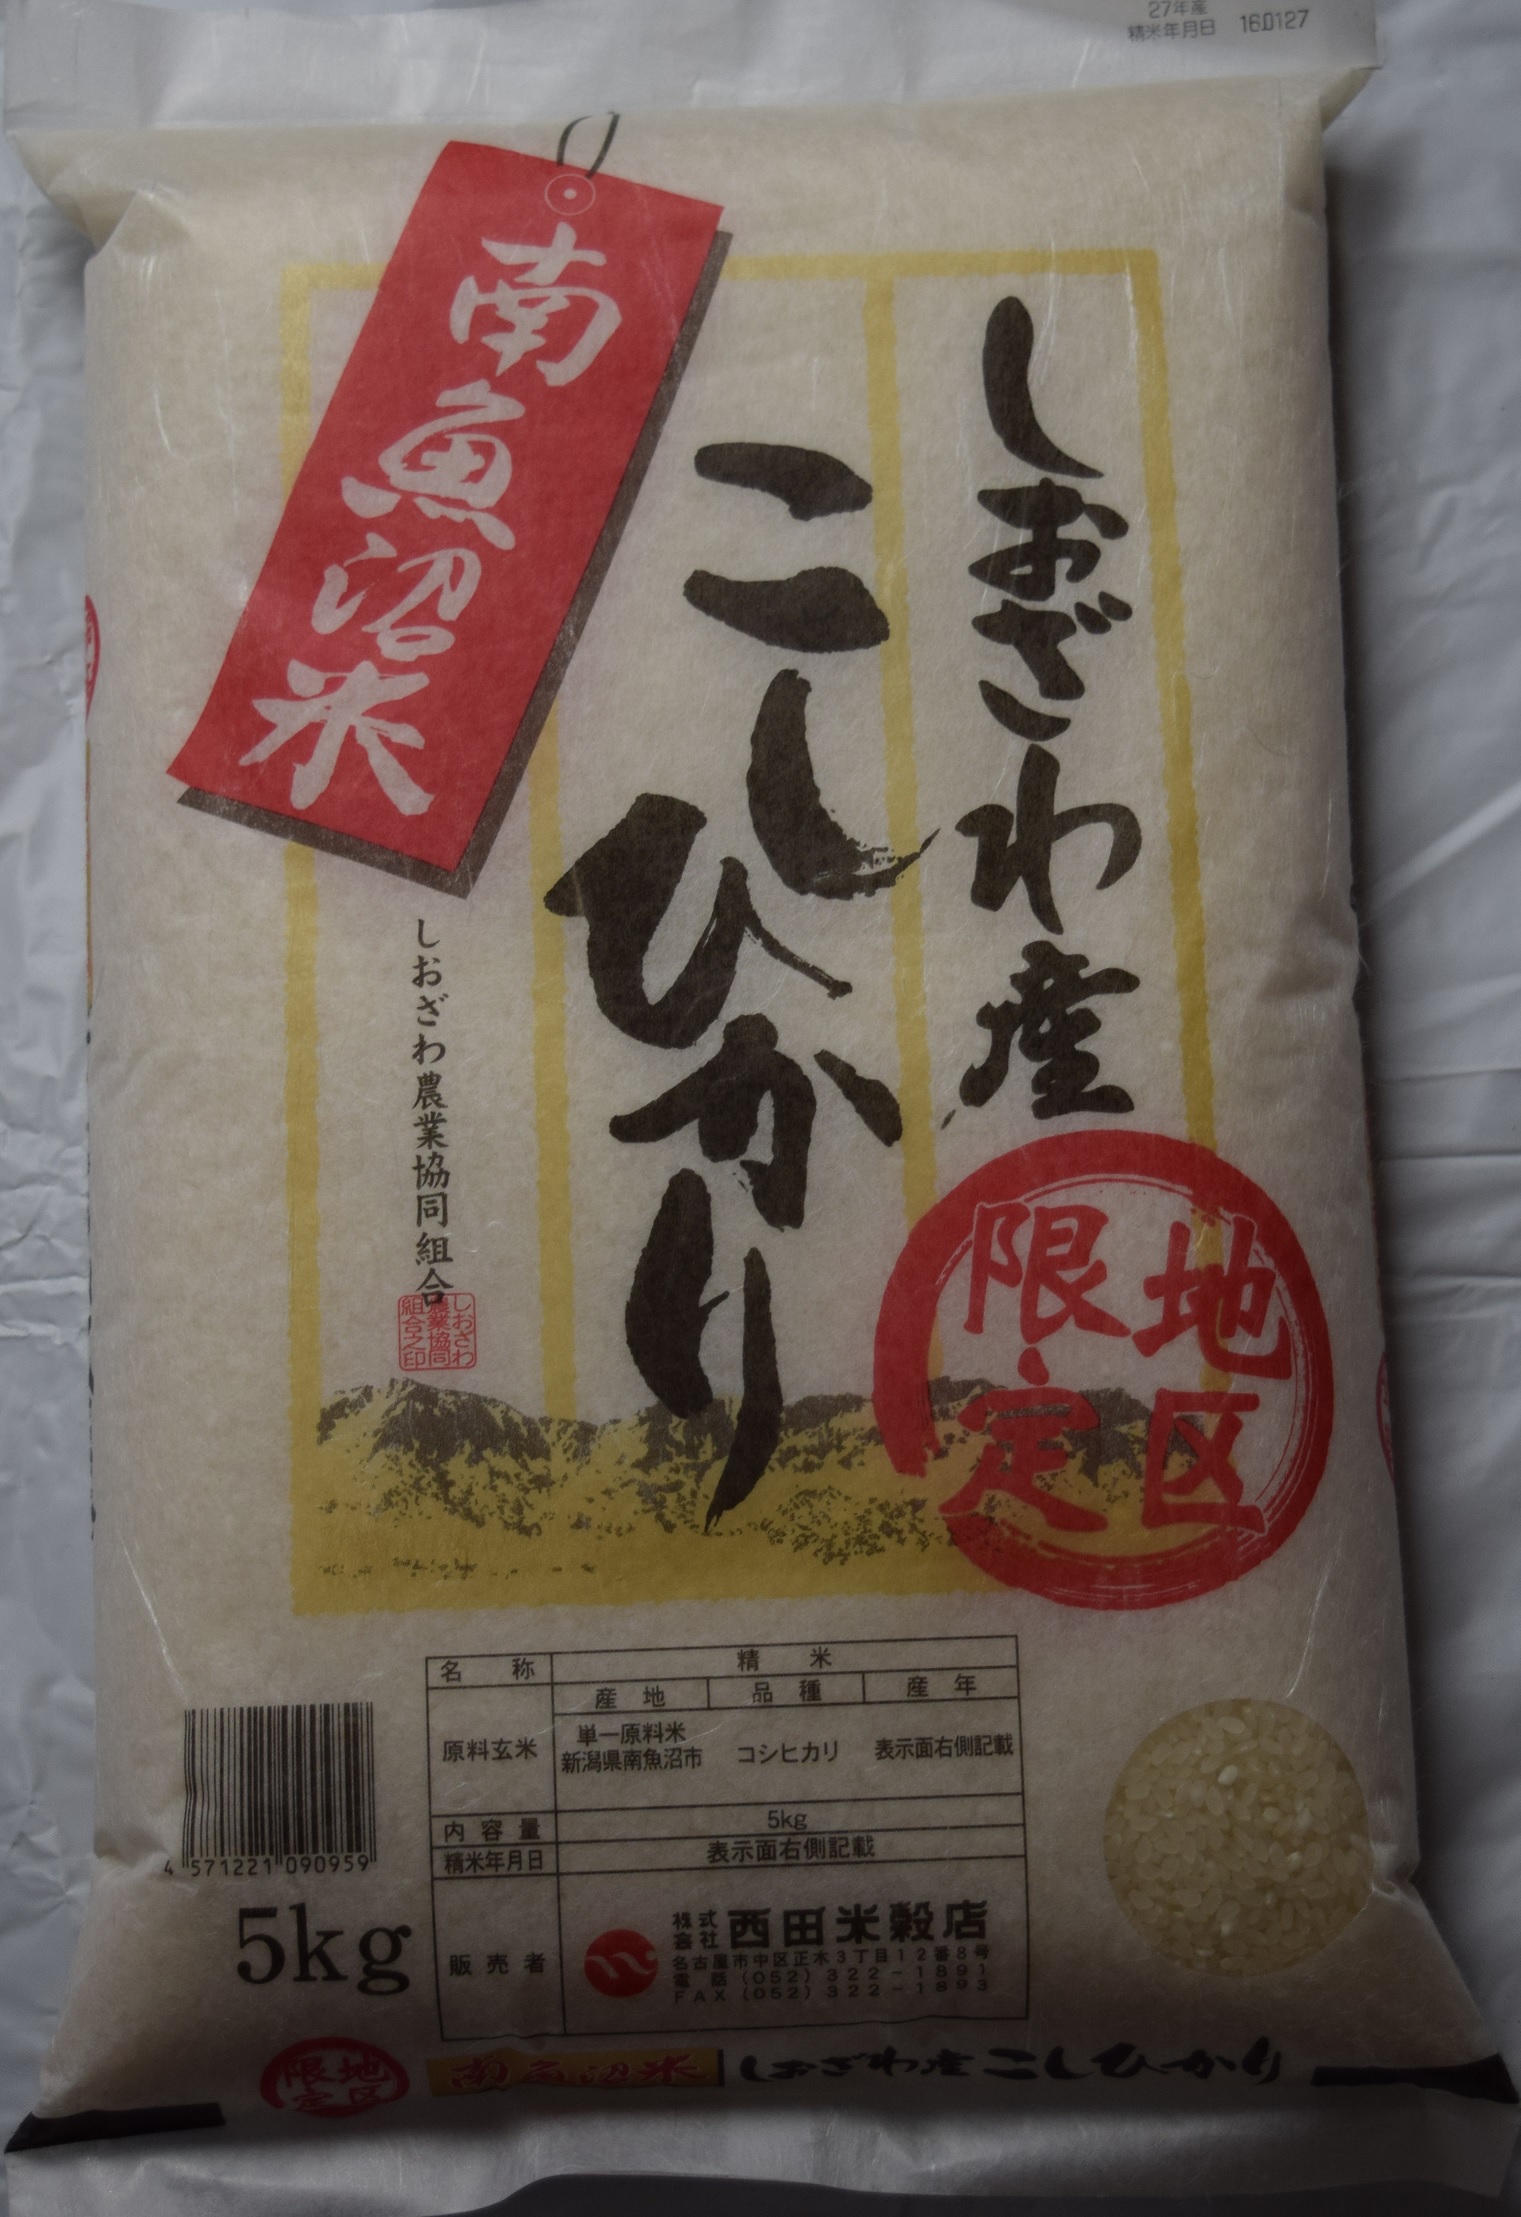 27年産
精米年月日 16.01.27
南魚沼米
しおざわ産
こしひかり
しおざわ農業協同組合
しおざわ
農業協同
組合之印
地区
限定
名称 精米
産地 品種 産年
原料玄米 単一原料米
新潟県南魚沼市 コシヒカリ 表示面右側記載
内容量 5kg
精米年月日 表示面右側記載
販売者 株式会社 西田米穀店
名古屋市中区正木3丁目12番8号
電話 (052) 322-1891
FAX (052) 322-1893
4 571221 090959
5kg
地区
限定
南魚沼米 しおざわ産こしひかり